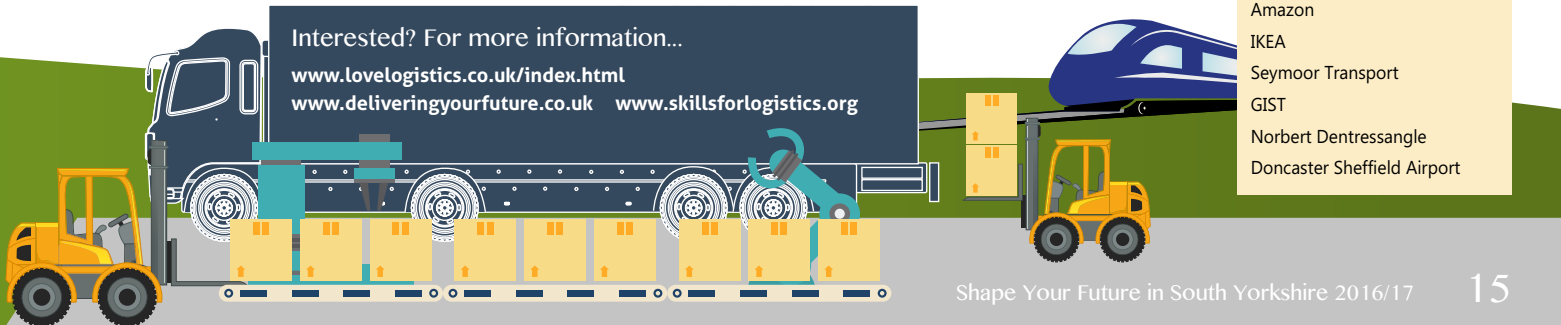 Interested? For more information...
www.lovelogistics.co.uk/index.html
www.deliveringyourfuture.co.uk www.skillsforlogistics.org
Amazon
IKEA
Seymoor Transport
GIST
Norbert Dentressangle
Doncaster Sheffield Airport
Shape Your Future in South Yorkshire 2016/17 15